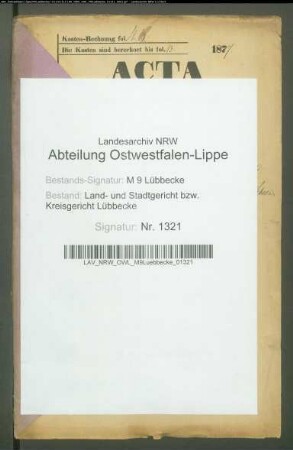 Kosten-Rechnung fol.
Die Kosten sind berechnet bis fol.
187
ACTA
Landesarchiv NRW
Abteilung Ostwestfalen-Lippe
Bestands-Signatur: M 9 Lübbecke
Bestand: Land- und Stadtgericht bzw.
Kreisgericht Lübbecke
Signatur: Nr. 1321
LAV_NRW_OWL_M9Luebbecke_01321